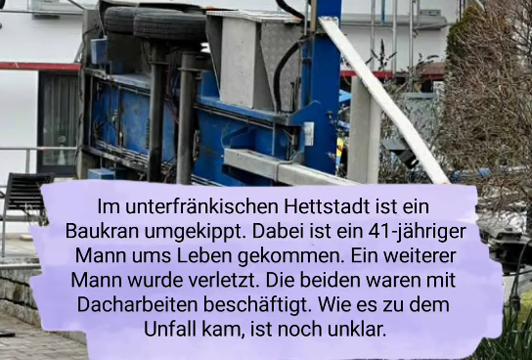 Im unterfränkischen Hettstadt ist ein
Baukran umgekippt. Dabei ist ein 41-jähriger
Mann ums Leben gekommen. Ein weiterer
Mann wurde verletzt. Die beiden waren mit
Dacharbeiten beschäftigt. Wie es zu dem
Unfall kam, ist noch unklar.